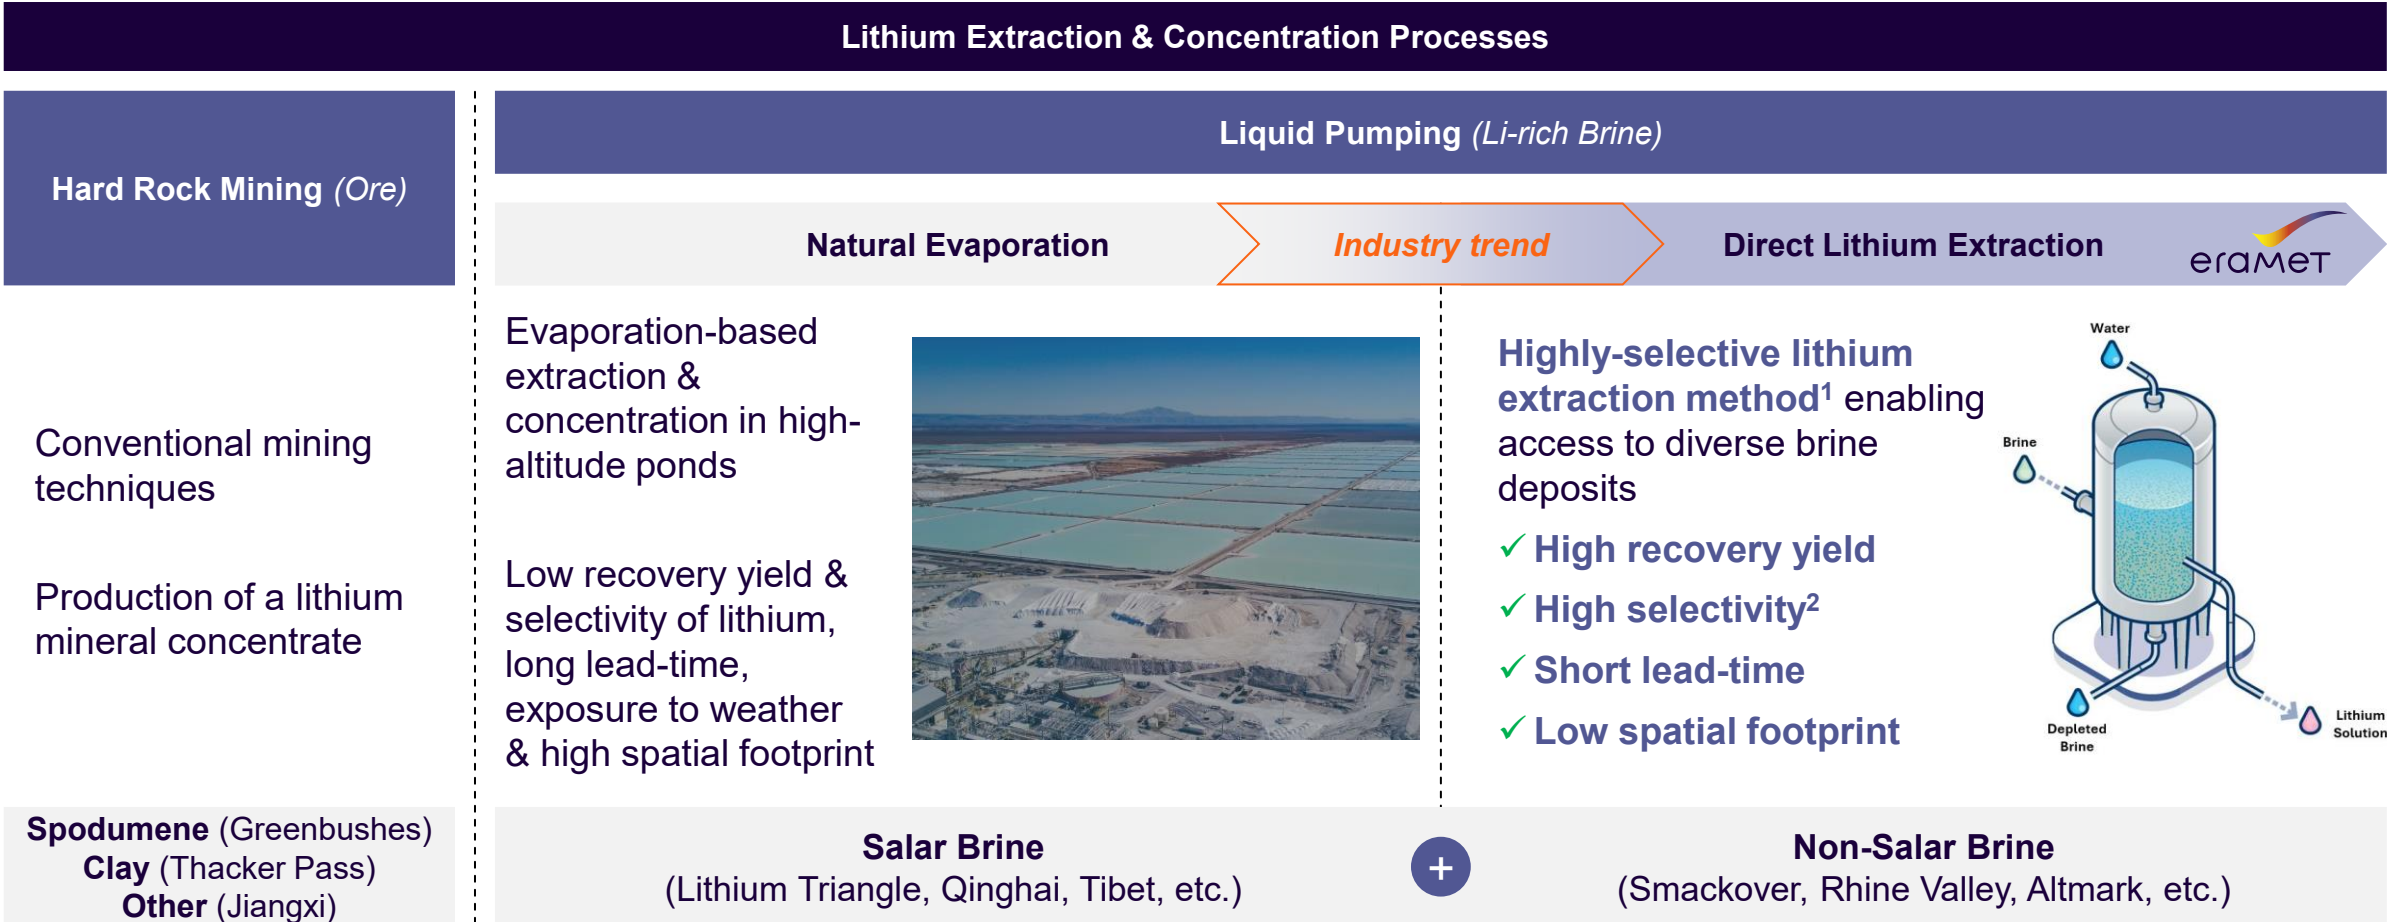 Lithium Extraction & Concentration Processes
Hard Rock Mining (Ore)
Liquid Pumping (Li-rich Brine)
Natural Evaporation
Industry trend
Direct Lithium Extraction
eramet
Conventional mining
techniques
Production of a lithium
mineral concentrate
Evaporation-based
extraction &
concentration in high-
altitude ponds
Low recovery yield &
selectivity of lithium,
long lead-time,
exposure to weather
& high spatial footprint
Highly-selective lithium
extraction method¹ enabling
access to diverse brine
deposits
✓ High recovery yield
✓ High selectivity²
✓ Short lead-time
✓ Low spatial footprint
Water
Brine
Depleted
Brine
Lithium
Solution
Spodumene (Greenbushes)
Clay (Thacker Pass)
Other (Jiangxi)
Salar Brine
(Lithium Triangle, Qinghai, Tibet, etc.)
+
Non-Salar Brine
(Smackover, Rhine Valley, Altmark, etc.)